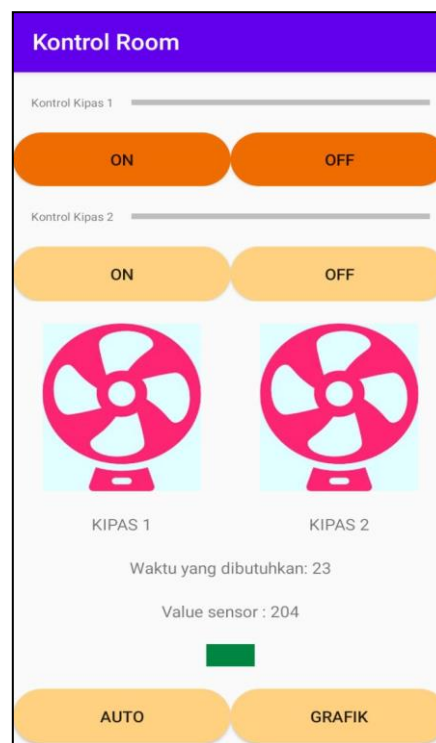 Kontrol Room
Kontrol Kipas 1
ON OFF
Kontrol Kipas 2
ON OFF
KIPAS 1 KIPAS 2
Waktu yang dibutuhkan: 23
Value sensor : 204
AUTO GRAFIK